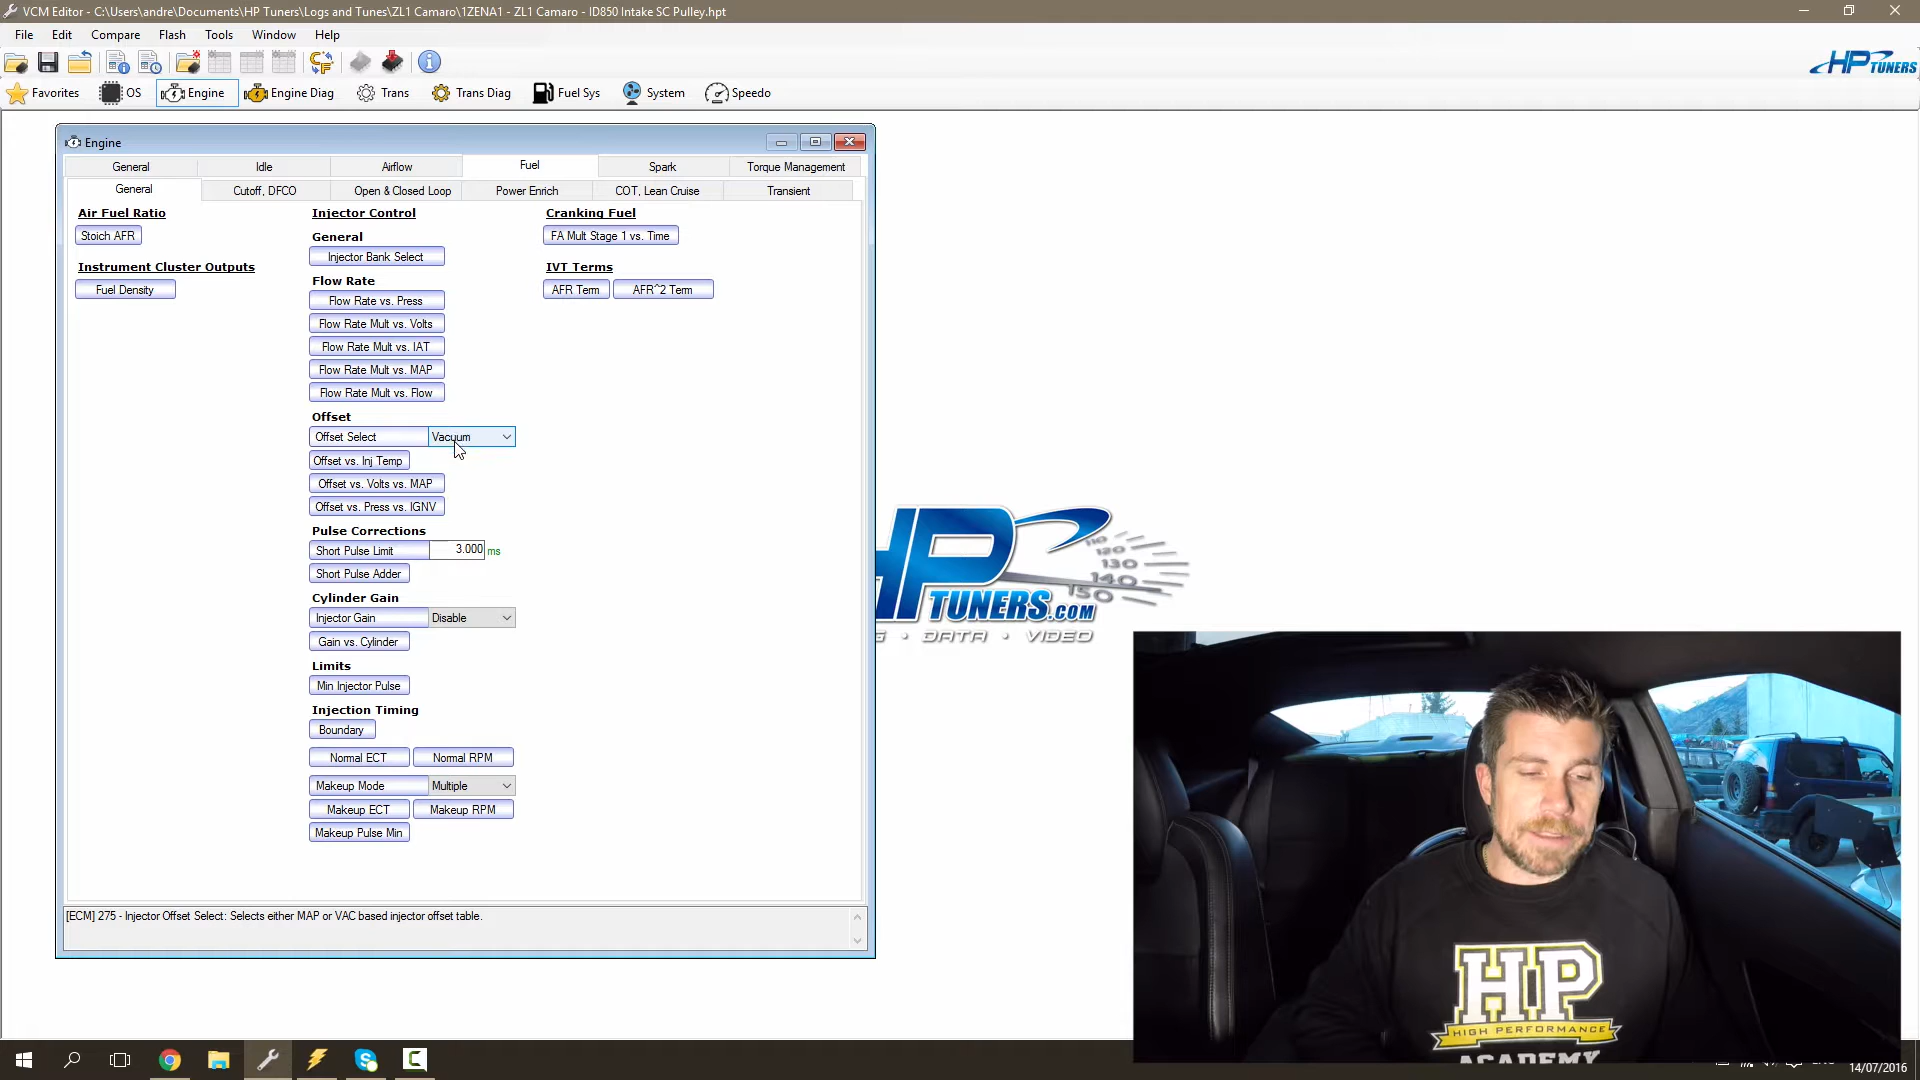 VCM Editor - C:\Users\andre\Documents\HP Tuners\Logs and Tunes\ZL1 Camaro\1ZENA1 - ZL1 Camaro - ID850 Intake SC Pulley.hpt
File Edit Compare Flash Tools Window Help
HP TUNERS
Favorites OS Engine Engine Diag Trans Trans Diag Fuel Sys System Speedo
Engine
General Idle Airflow Fuel Spark Torque Management
General Cutoff, DFCO Open & Closed Loop Power Enrich COT, Lean Cruise Transient
Air Fuel Ratio
Stoich AFR
Instrument Cluster Outputs
Fuel Density
Injector Control
General
Injector Bank Select
Flow Rate
Flow Rate vs. Press
Flow Rate Mult vs. Volts
Flow Rate Mult vs. IAT
Flow Rate Mult vs. MAP
Flow Rate Mult vs. Flow
Offset
Offset Select Vacuum
Offset vs. Inj Temp
Offset vs. Volts vs. MAP
Offset vs. Press vs. IGNV
Pulse Corrections
Short Pulse Limit 3.000 ms
Short Pulse Adder
Cylinder Gain
Injector Gain Disable
Gain vs. Cylinder
Limits
Min Injector Pulse
Injection Timing
Boundary
Normal ECT Normal RPM
Makeup Mode Multiple
Makeup ECT Makeup RPM
Makeup Pulse Min
Cranking Fuel
FA Mult Stage 1 vs. Time
IVT Terms
AFR Term AFR^2 Term
[ECM] 275 - Injector Offset Select: Selects either MAP or VAC based injector offset table.
HP
TUNERS.COM
110
120
130
140
150
G • DATA • VIDEO
HP
HIGH PERFORMANCE
ACADEMY
14/07/2016